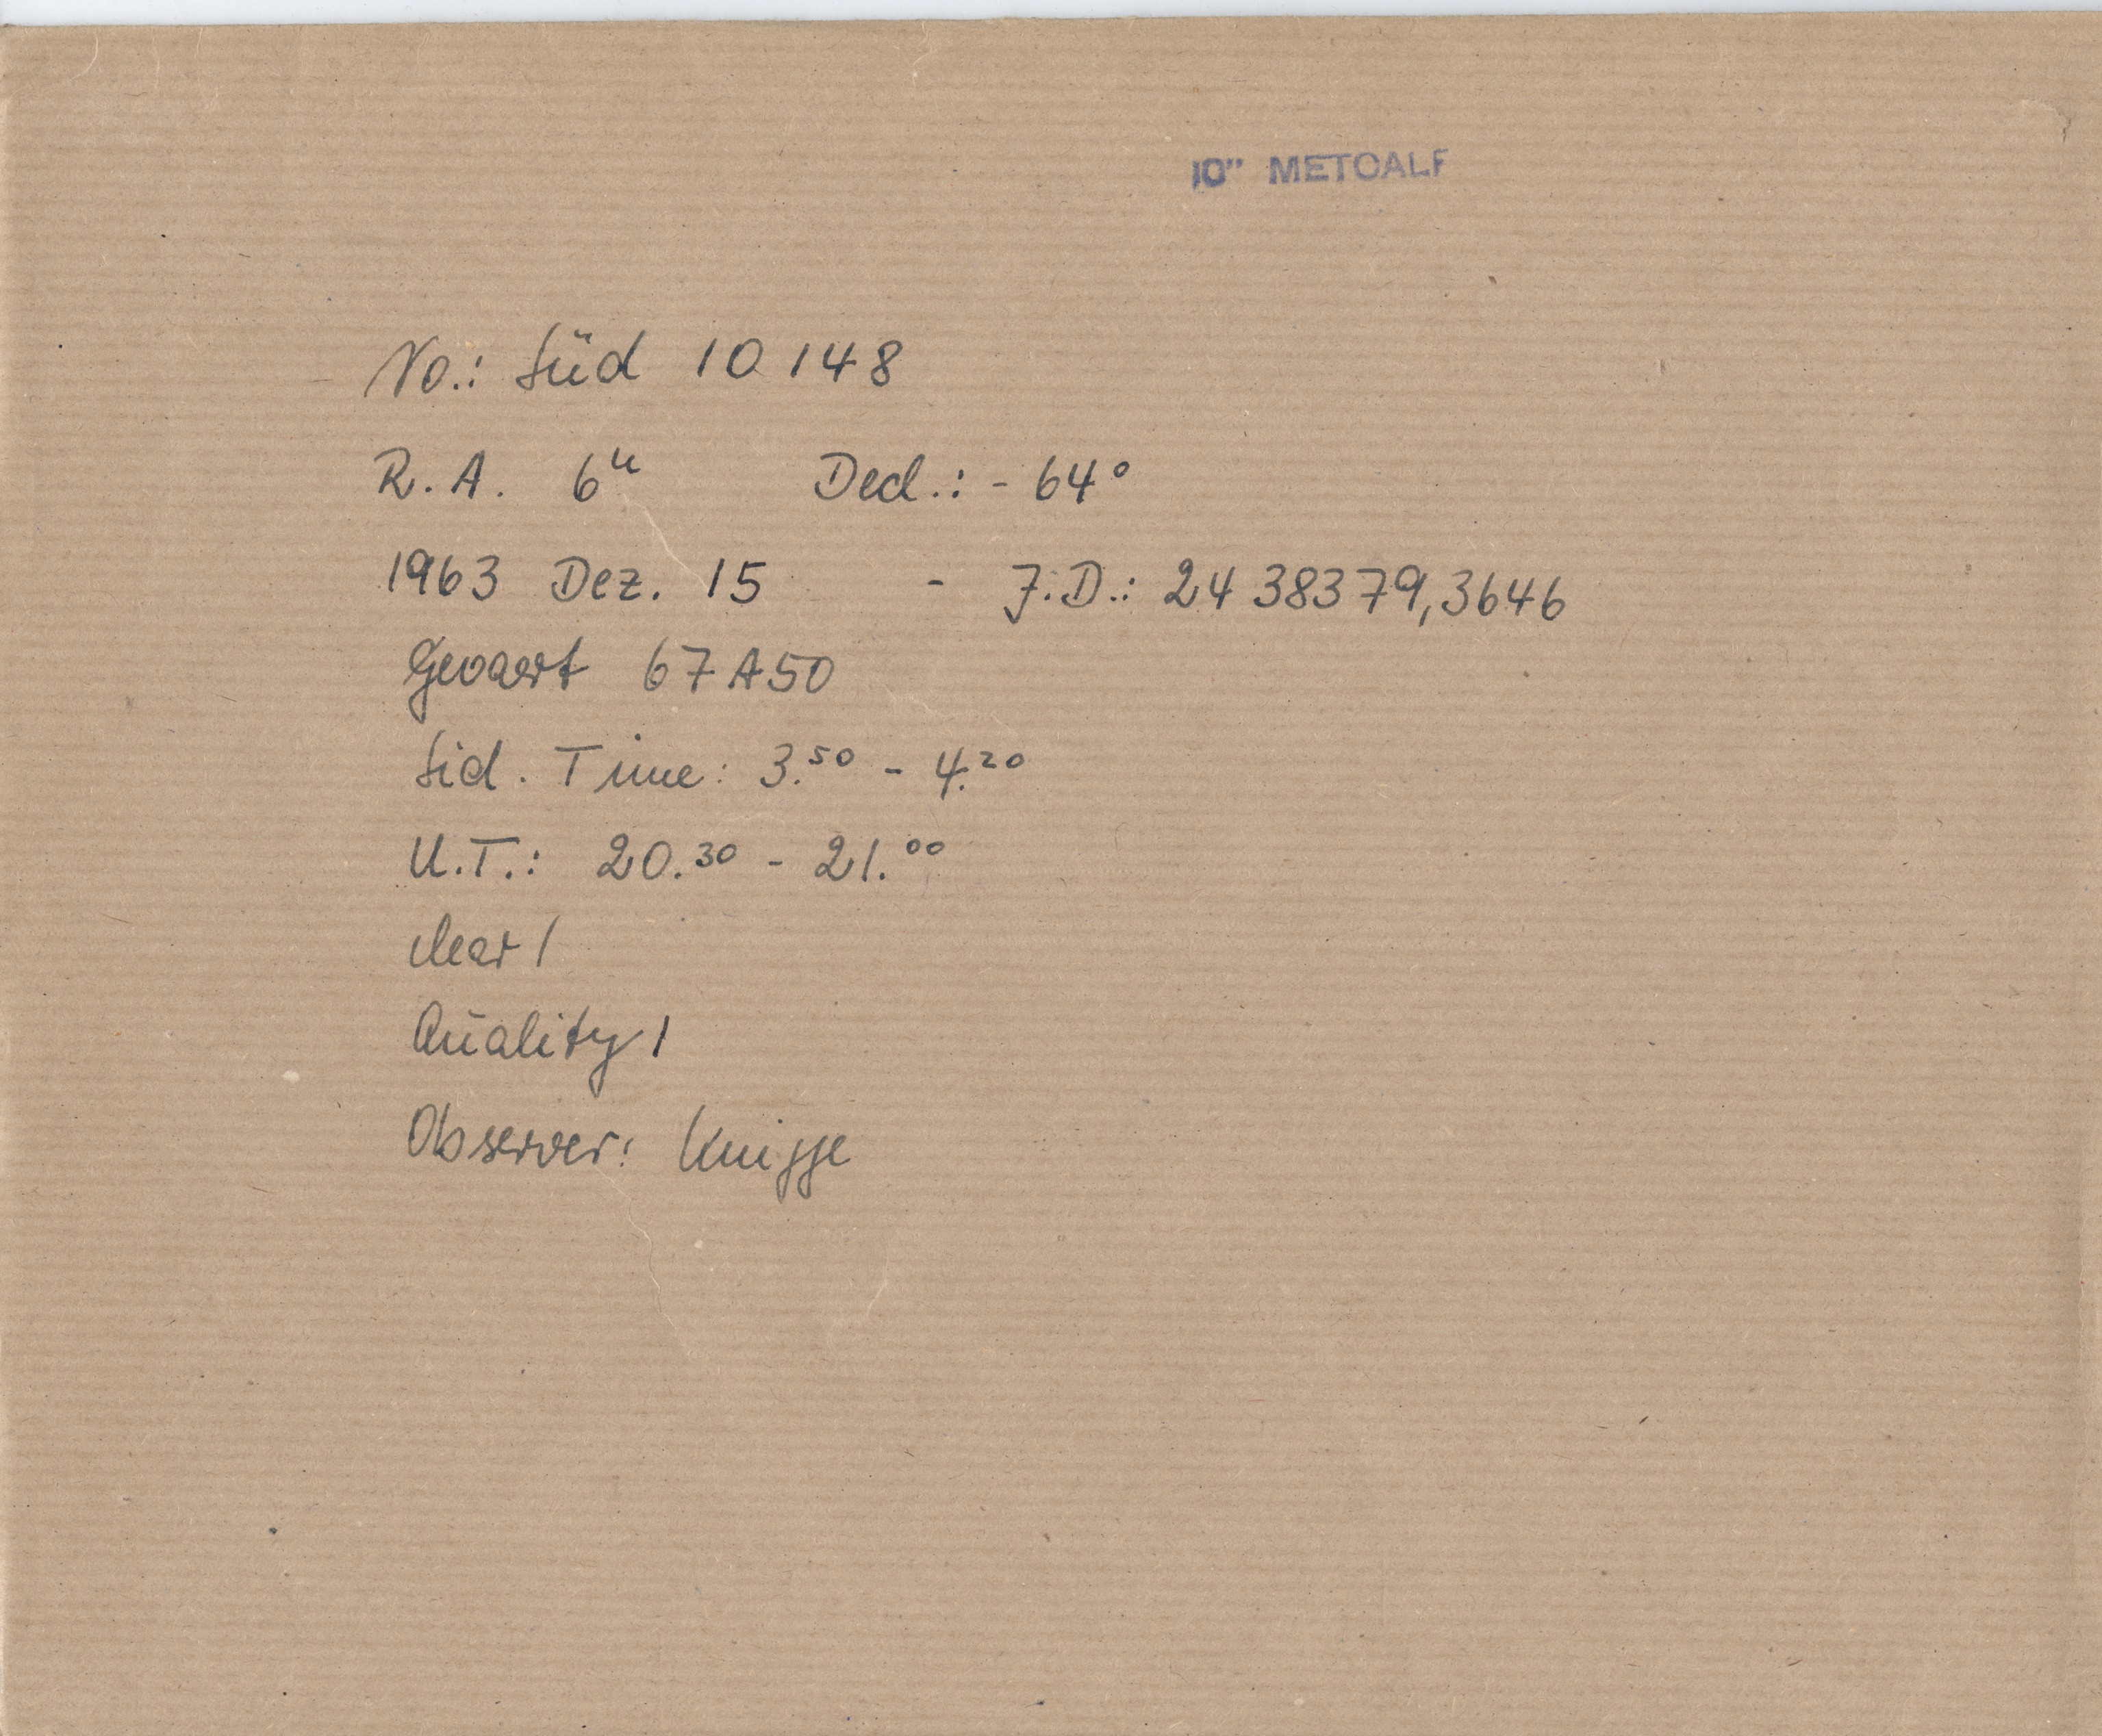 10" METCALF
No.: Süd 10148
R.A. 6ʰ Decl.: - 64°
1963 Dez. 15 - J.D.: 2438379,3646
Gevaert 67A50
Sid. Time: 3.⁵⁰ - 4.²⁰
U.T.: 20.³⁰ - 21.⁰⁰
clear 1
Quality 1
Observer: Knigge